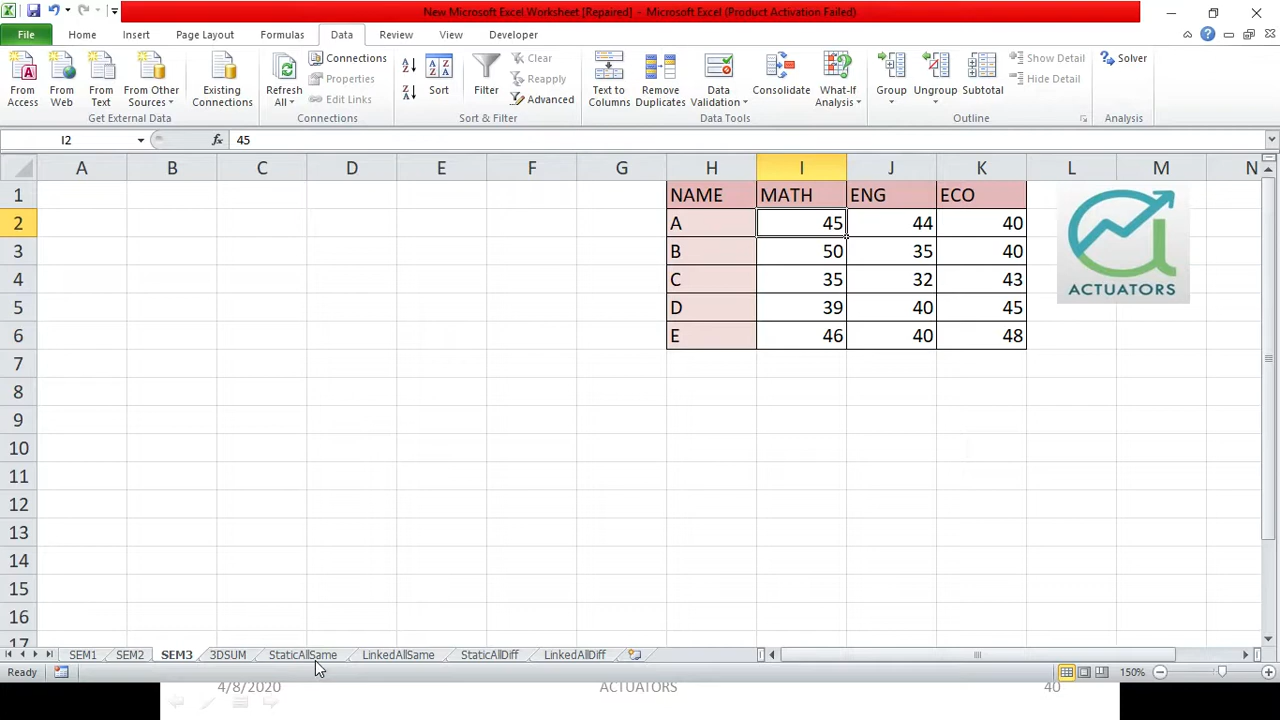 New Microsoft Excel Worksheet [Repaired] - Microsoft Excel (Product Activation Failed)
File Home Insert Page Layout Formulas Data Review View Developer
From Access
From Web
From Text
From Other Sources
Existing Connections
Get External Data
Refresh All
Connections
Properties
Edit Links
Connections
Sort
Filter
Clear
Reapply
Advanced
Sort & Filter
Text to Columns
Remove Duplicates
Data Validation
Consolidate
What-If Analysis
Data Tools
Group
Ungroup
Subtotal
Show Detail
Hide Detail
Outline
Solver
Analysis
I2 fx 45
A B C D E F G H I J K L M N
1 NAME MATH ENG ECO
2 A 45 44 40
3 B 50 35 40
4 C 35 32 43
5 D 39 40 45
6 E 46 40 48
ACTUATORS
7
8
9
10
11
12
13
14
15
16
17
SEM1 SEM2 SEM3 3DSUM StaticAllSame LinkedAllSame StaticAllDiff LinkedAllDiff
Ready 150%
4/8/2020 ACTUATORS 40